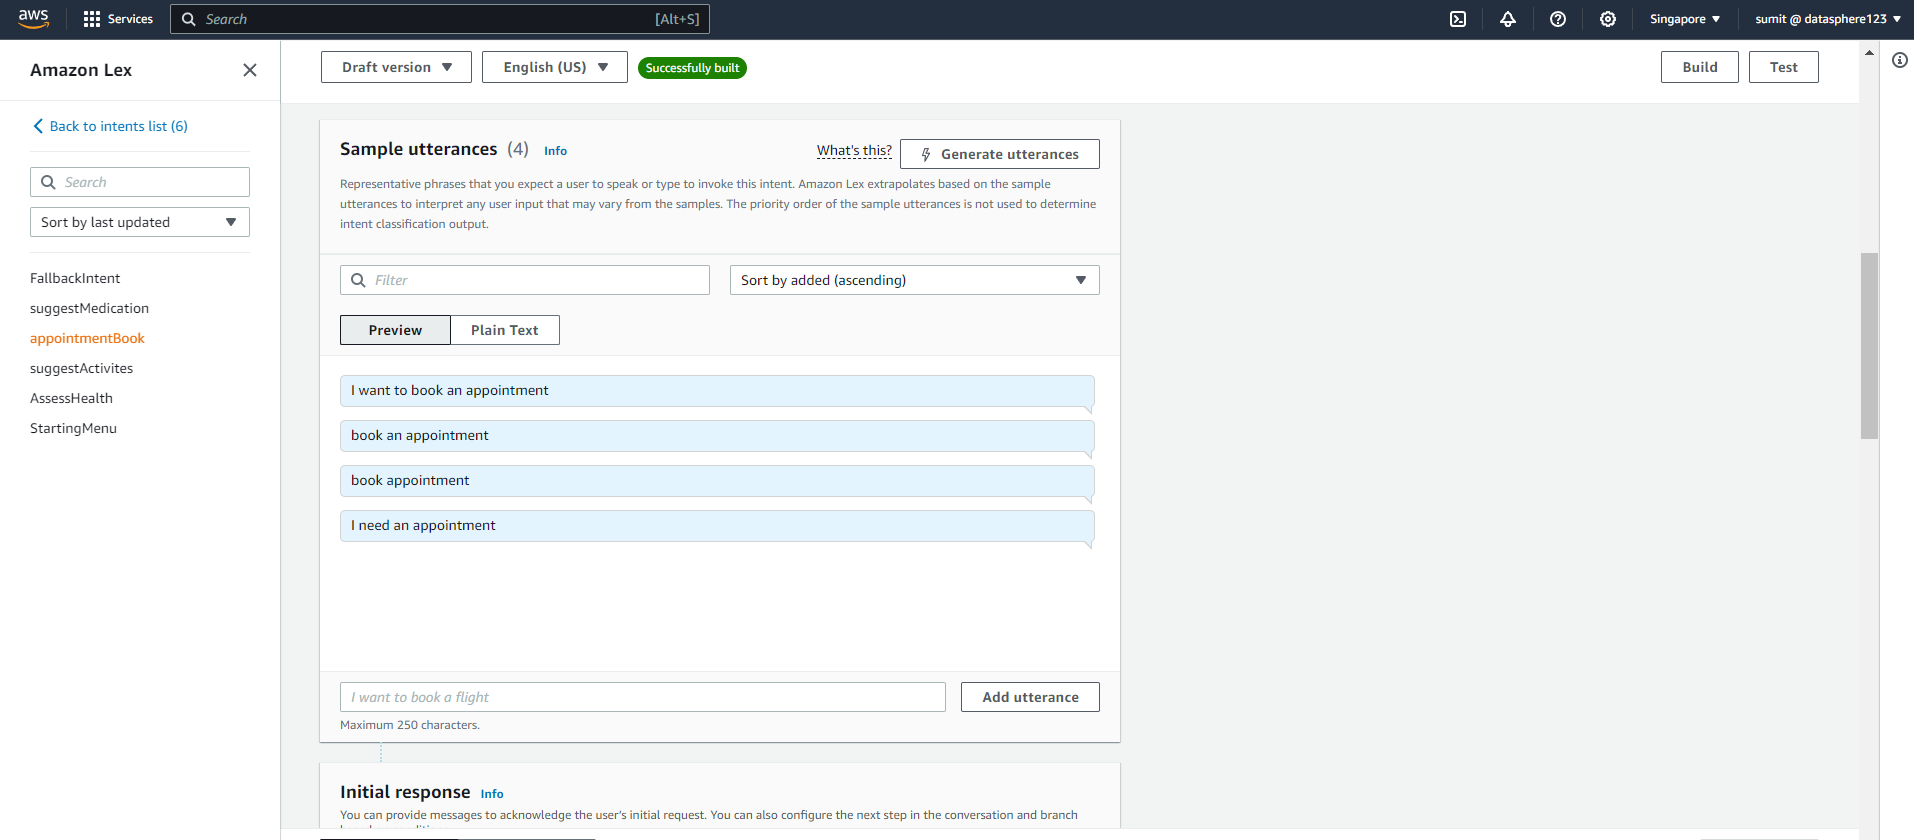 aws
Services
Search
[Alt+S]
Singapore
sumit @ datasphere123
Amazon Lex
Back to intents list (6)
Search
Sort by last updated
FallbackIntent
suggestMedication
appointmentBook
suggestActivites
AssessHealth
StartingMenu
Draft version
English (US)
Successfully built
Build
Test
Sample utterances (4) Info
What's this?
Generate utterances
Representative phrases that you expect a user to speak or type to invoke this intent. Amazon Lex extrapolates based on the sample
utterances to interpret any user input that may vary from the samples. The priority order of the sample utterances is not used to determine
intent classification output.
Filter
Sort by added (ascending)
Preview
Plain Text
I want to book an appointment
book an appointment
book appointment
I need an appointment
I want to book a flight
Add utterance
Maximum 250 characters.
Initial response Info
You can provide messages to acknowledge the user's initial request. You can also configure the next step in the conversation and branch